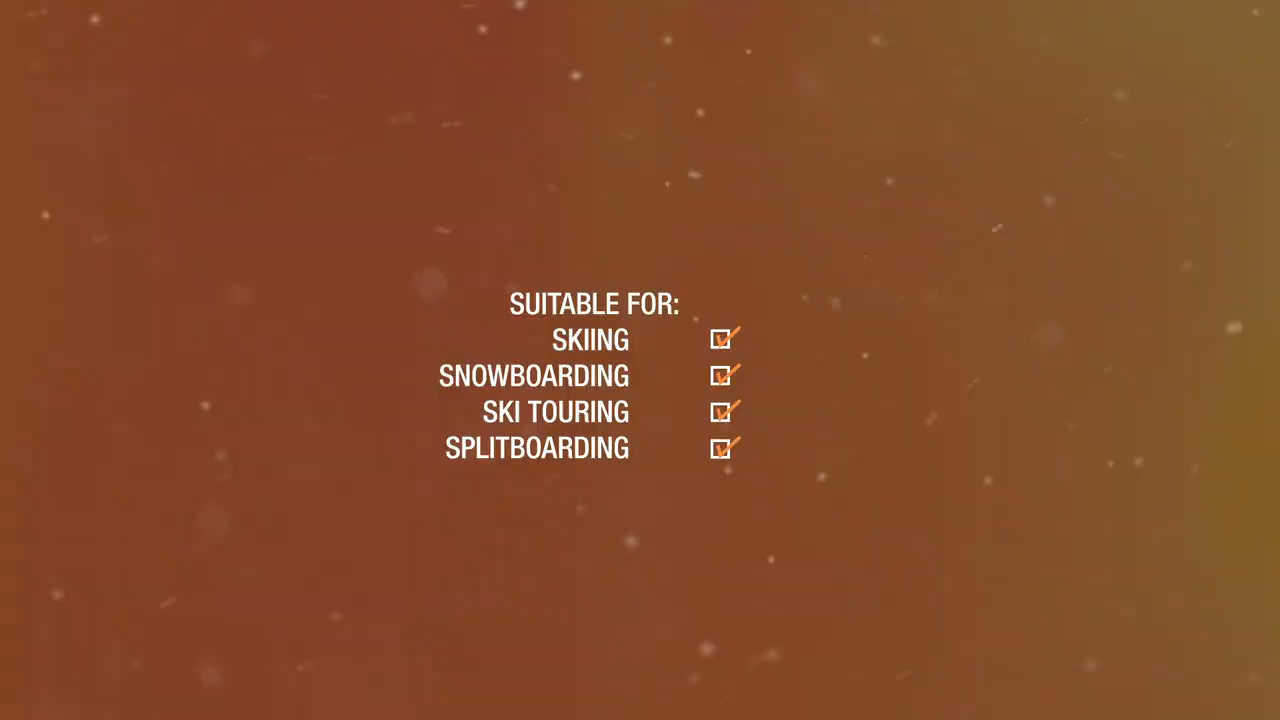 SUITABLE FOR:
SKIING
SNOWBOARDING
SKI TOURING
SPLITBOARDING